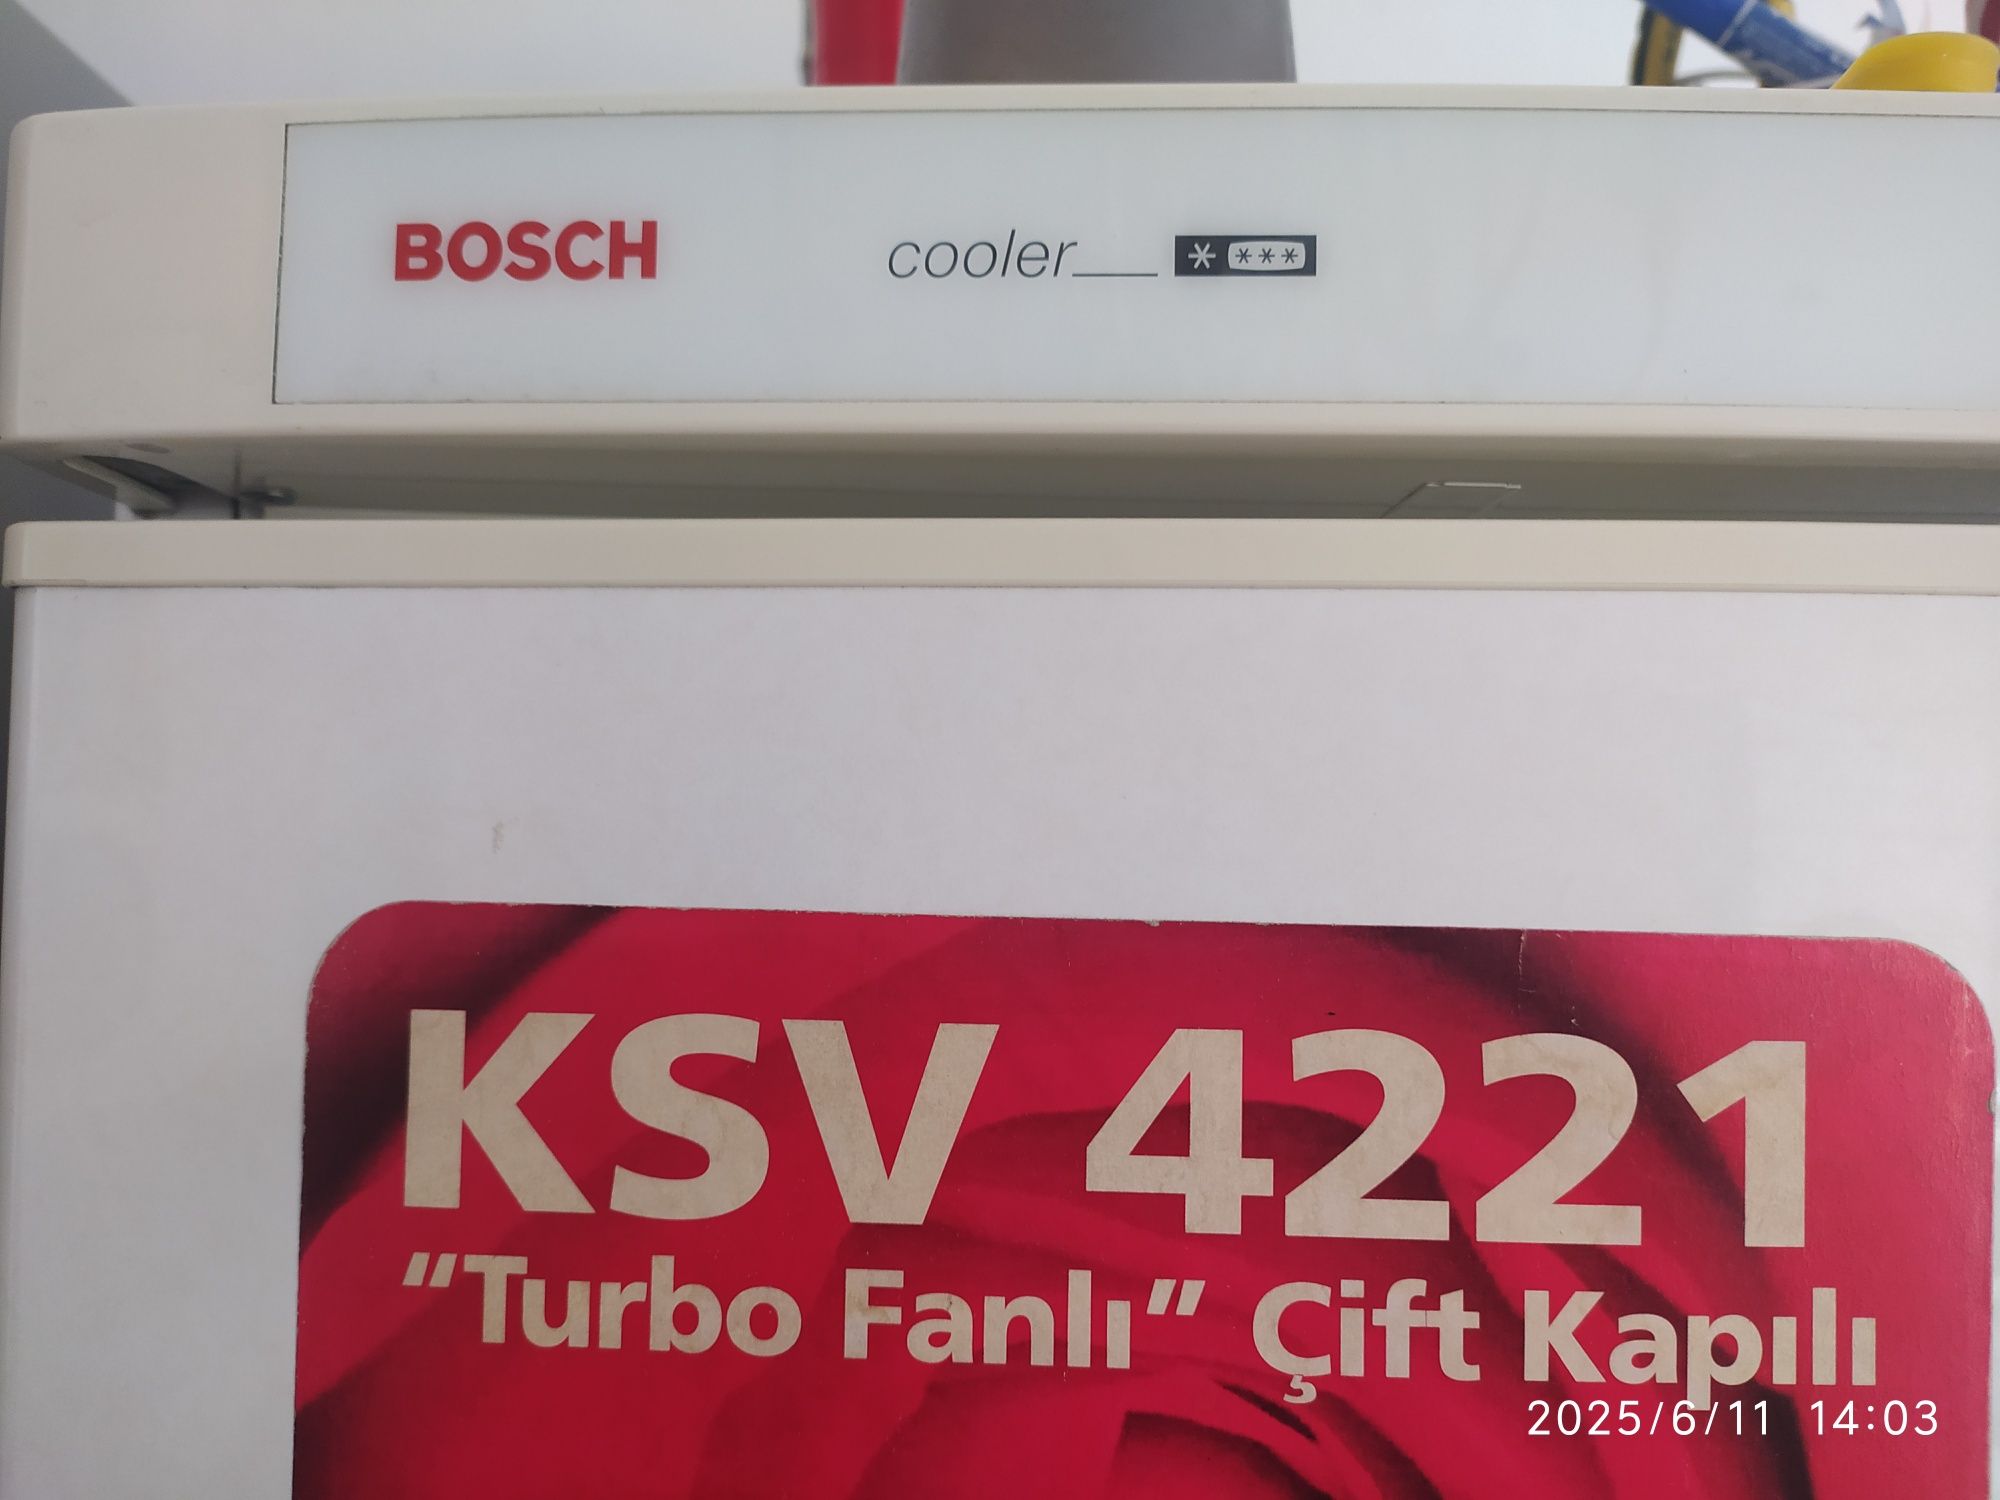 BOSCH
cooler
KSV 4221
“Turbo Fanlı” Çift Kapılı
2025/6/11 14:03